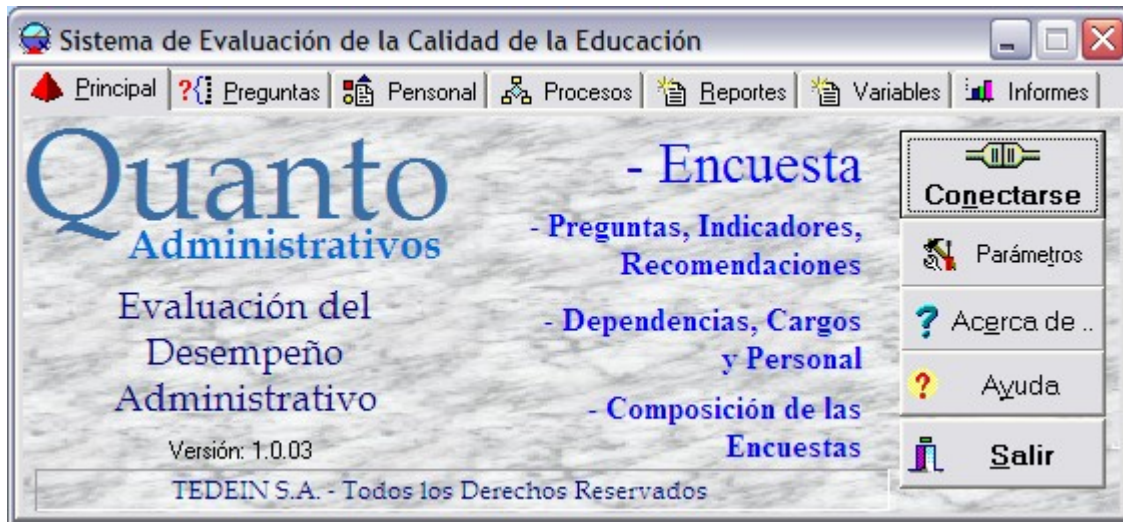 Sistema de Evaluación de la Calidad de la Educación
Principal ?{ Preguntas Pensonal Procesos Reportes Variables Informes
Quanto
Administrativos
Evaluación del
Desempeño
Administrativo
Versión: 1.0.03
- Encuesta
- Preguntas, Indicadores,
Recomendaciones
- Dependencias, Cargos
y Personal
- Composición de las
Encuestas
Conectarse
Parámetros
? Acerca de ..
? Ayuda
Salir
TEDEIN S.A. - Todos los Derechos Reservados